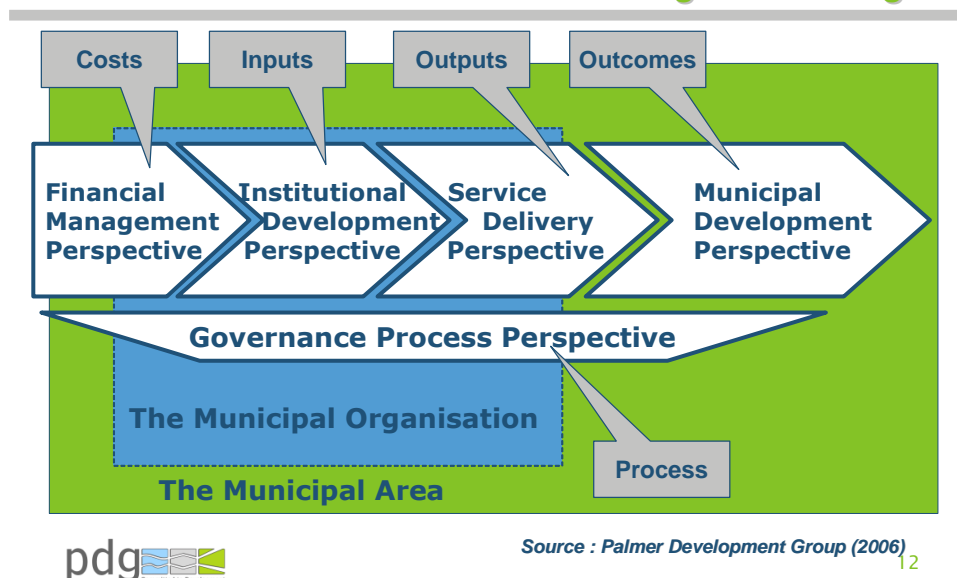 Costs
Inputs
Outputs
Outcomes
Financial
Management
Perspective
Institutional
Development
Perspective
Service
Delivery
Perspective
Municipal
Development
Perspective
Governance Process Perspective
The Municipal Organisation
Process
The Municipal Area
pdg
Source : Palmer Development Group (2006)
12